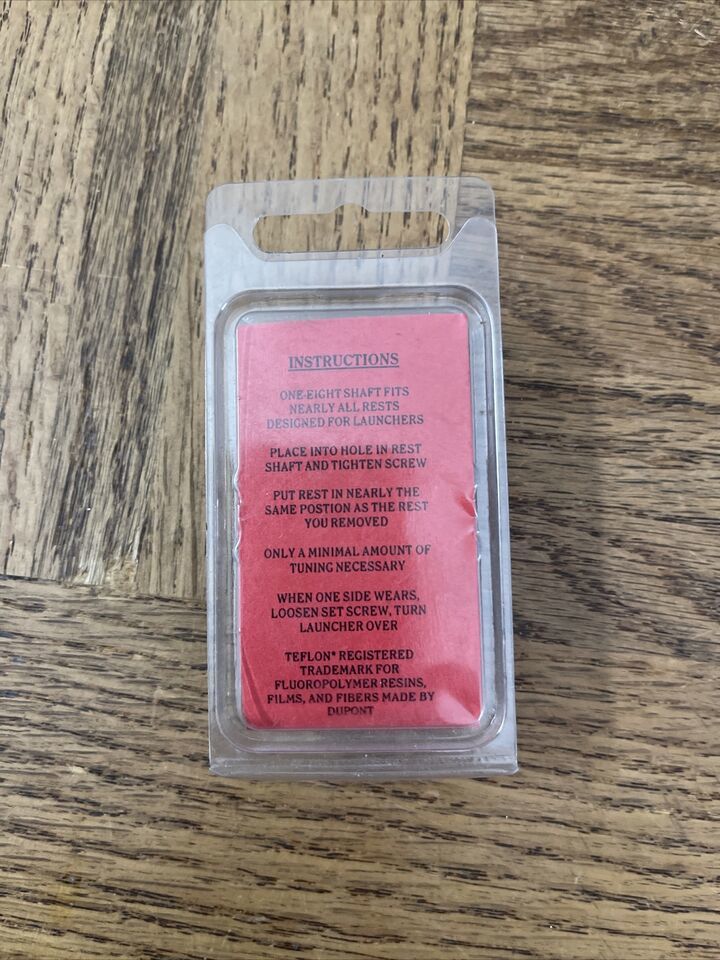 INSTRUCTIONS
ONE-EIGHT SHAFT FITS
NEARLY ALL RESTS
DESIGNED FOR LAUNCHERS
PLACE INTO HOLE IN REST
SHAFT AND TIGHTEN SCREW
PUT REST IN NEARLY THE
SAME POSTION AS THE REST
YOU REMOVED
ONLY A MINIMAL AMOUNT OF
TUNING NECESSARY
WHEN ONE SIDE WEARS,
LOOSEN SET SCREW, TURN
LAUNCHER OVER
TEFLON® REGISTERED
TRADEMARK FOR
FLUOROPOLYMER RESINS,
FILMS, AND FIBERS MADE BY
DUPONT